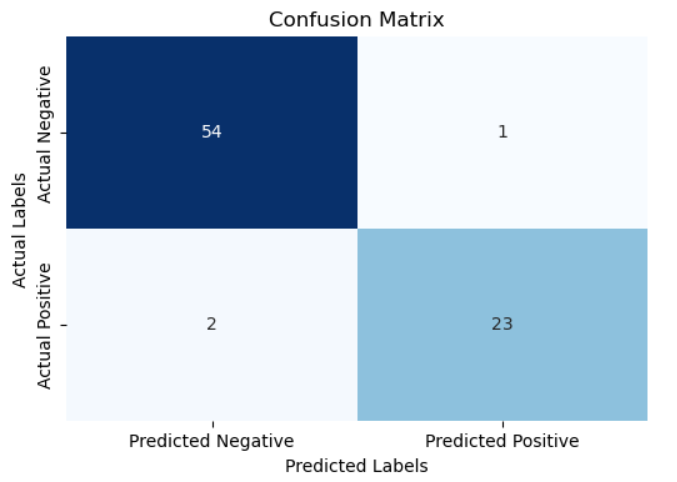 Confusion Matrix
Actual Labels
Actual Negative
54
1
Actual Positive
2
23
Predicted Negative
Predicted Positive
Predicted Labels